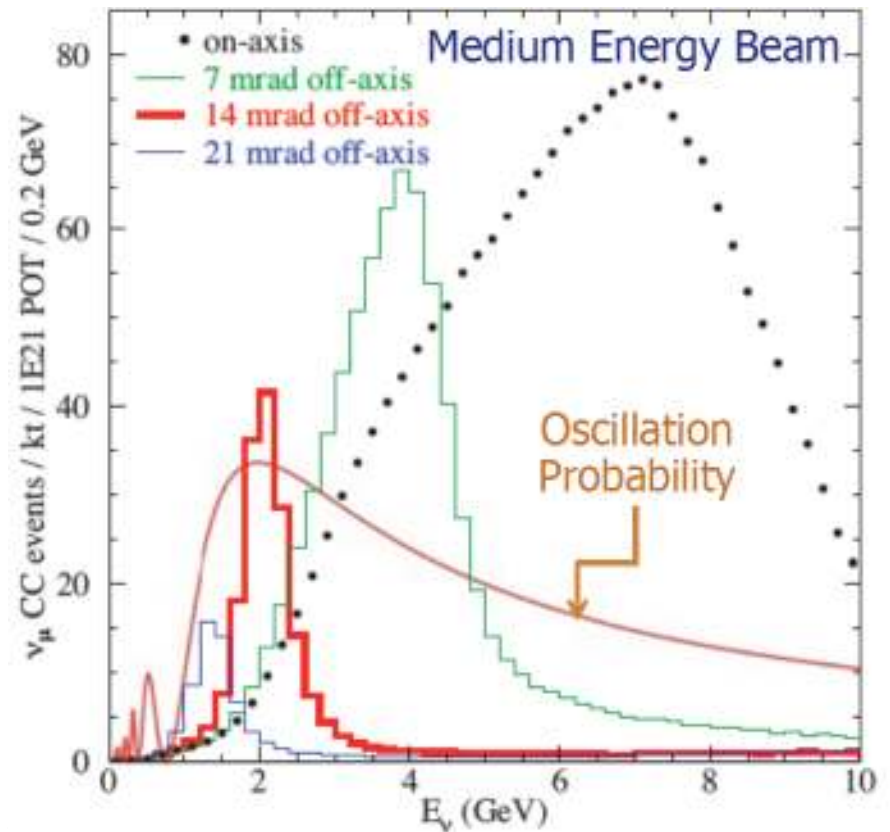 Medium Energy Beam
on-axis
7 mrad off-axis
14 mrad off-axis
21 mrad off-axis
Oscillation
Probability
ν_μ CC events / kt / 1E21 POT / 0.2 GeV
80
60
40
20
0
0 2 4 6 8 10
E_ν (GeV)